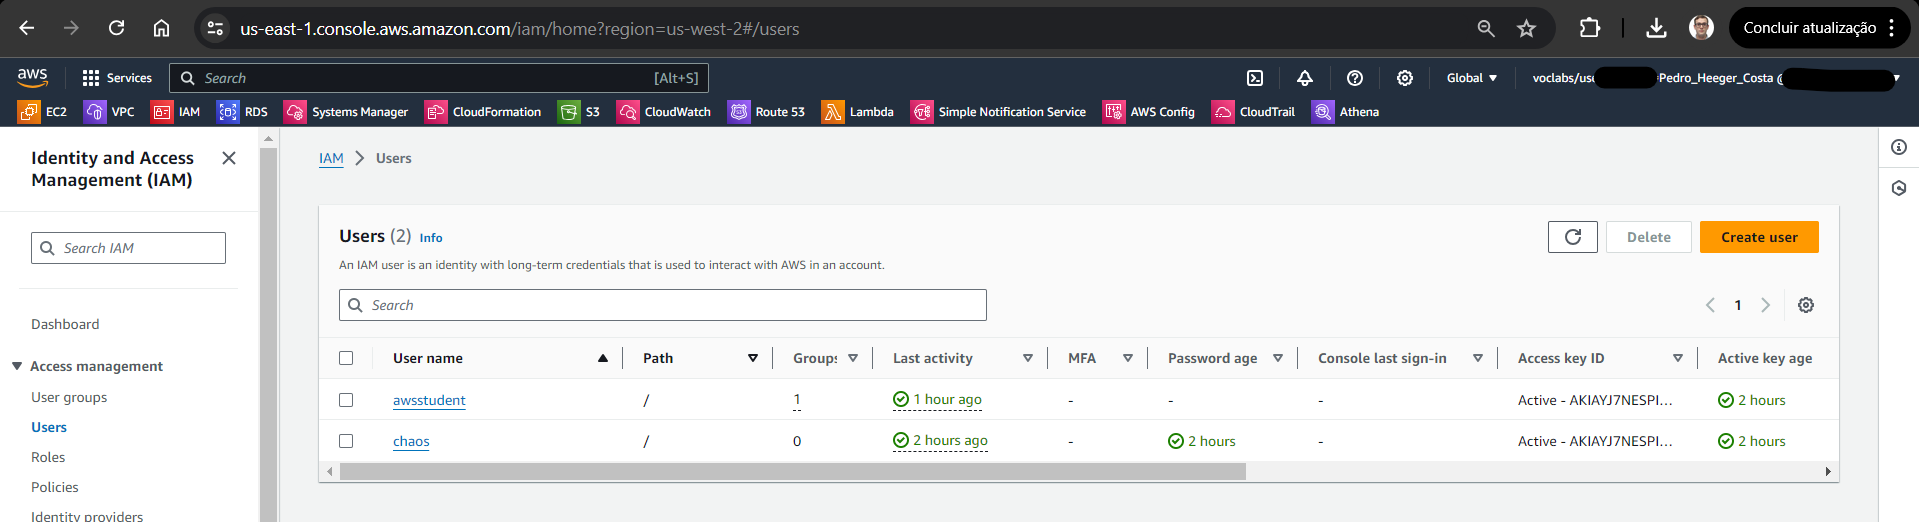 us-east-1.console.aws.amazon.com/iam/home?region=us-west-2#/users
Concluir atualização
aws
Services
Search
[Alt+S]
Global
voclabs/use
Pedro_Heeger_Costa @
EC2
VPC
IAM
RDS
Systems Manager
CloudFormation
S3
CloudWatch
Route 53
Lambda
Simple Notification Service
AWS Config
CloudTrail
Athena
Identity and Access
Management (IAM)
Search IAM
Dashboard
Access management
User groups
Users
Roles
Policies
Identity providers
IAM > Users
Users (2) Info
Delete
Create user
An IAM user is an identity with long-term credentials that is used to interact with AWS in an account.
Search
1
User name Path Groups Last activity MFA Password age Console last sign-in Access key ID Active key age
awsstudent / 1 1 hour ago - - - Active - AKIAYJ7NESPI... 2 hours
chaos / 0 2 hours ago - 2 hours - Active - AKIAYJ7NESPI... 2 hours